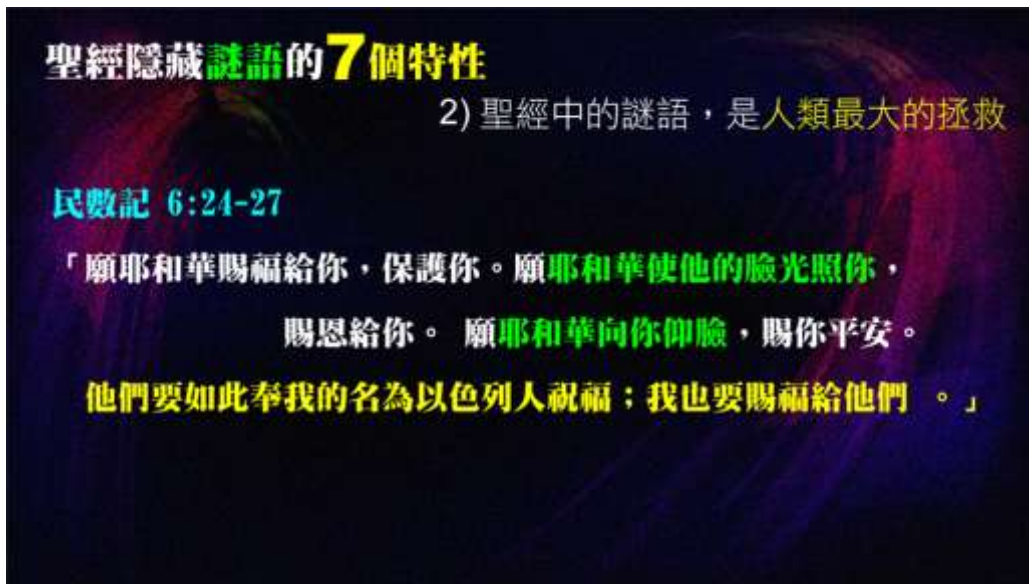 聖經隱藏謎語的7個特性
2) 聖經中的謎語，是人類最大的拯救
民數記 6:24-27
「願耶和華賜福給你，保護你。願耶和華使他的臉光照你，
賜恩給你。 願耶和華向你仰臉，賜你平安。
他們要如此奉我的名為以色列人祝福；我也要賜福給他們 。」